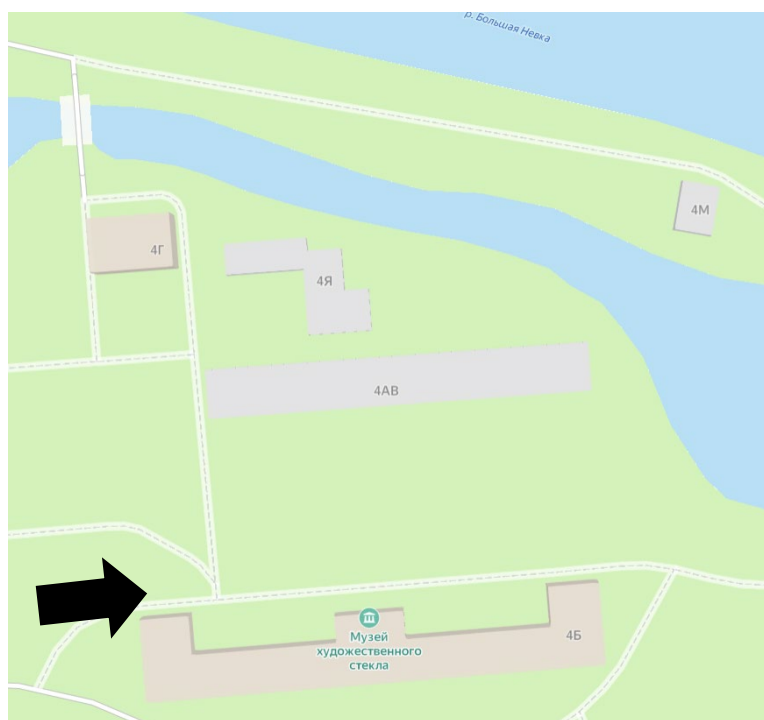 р. Большая Невка
4М
4Г
4Я
4АВ
4Б
Музей
художественного
стекла